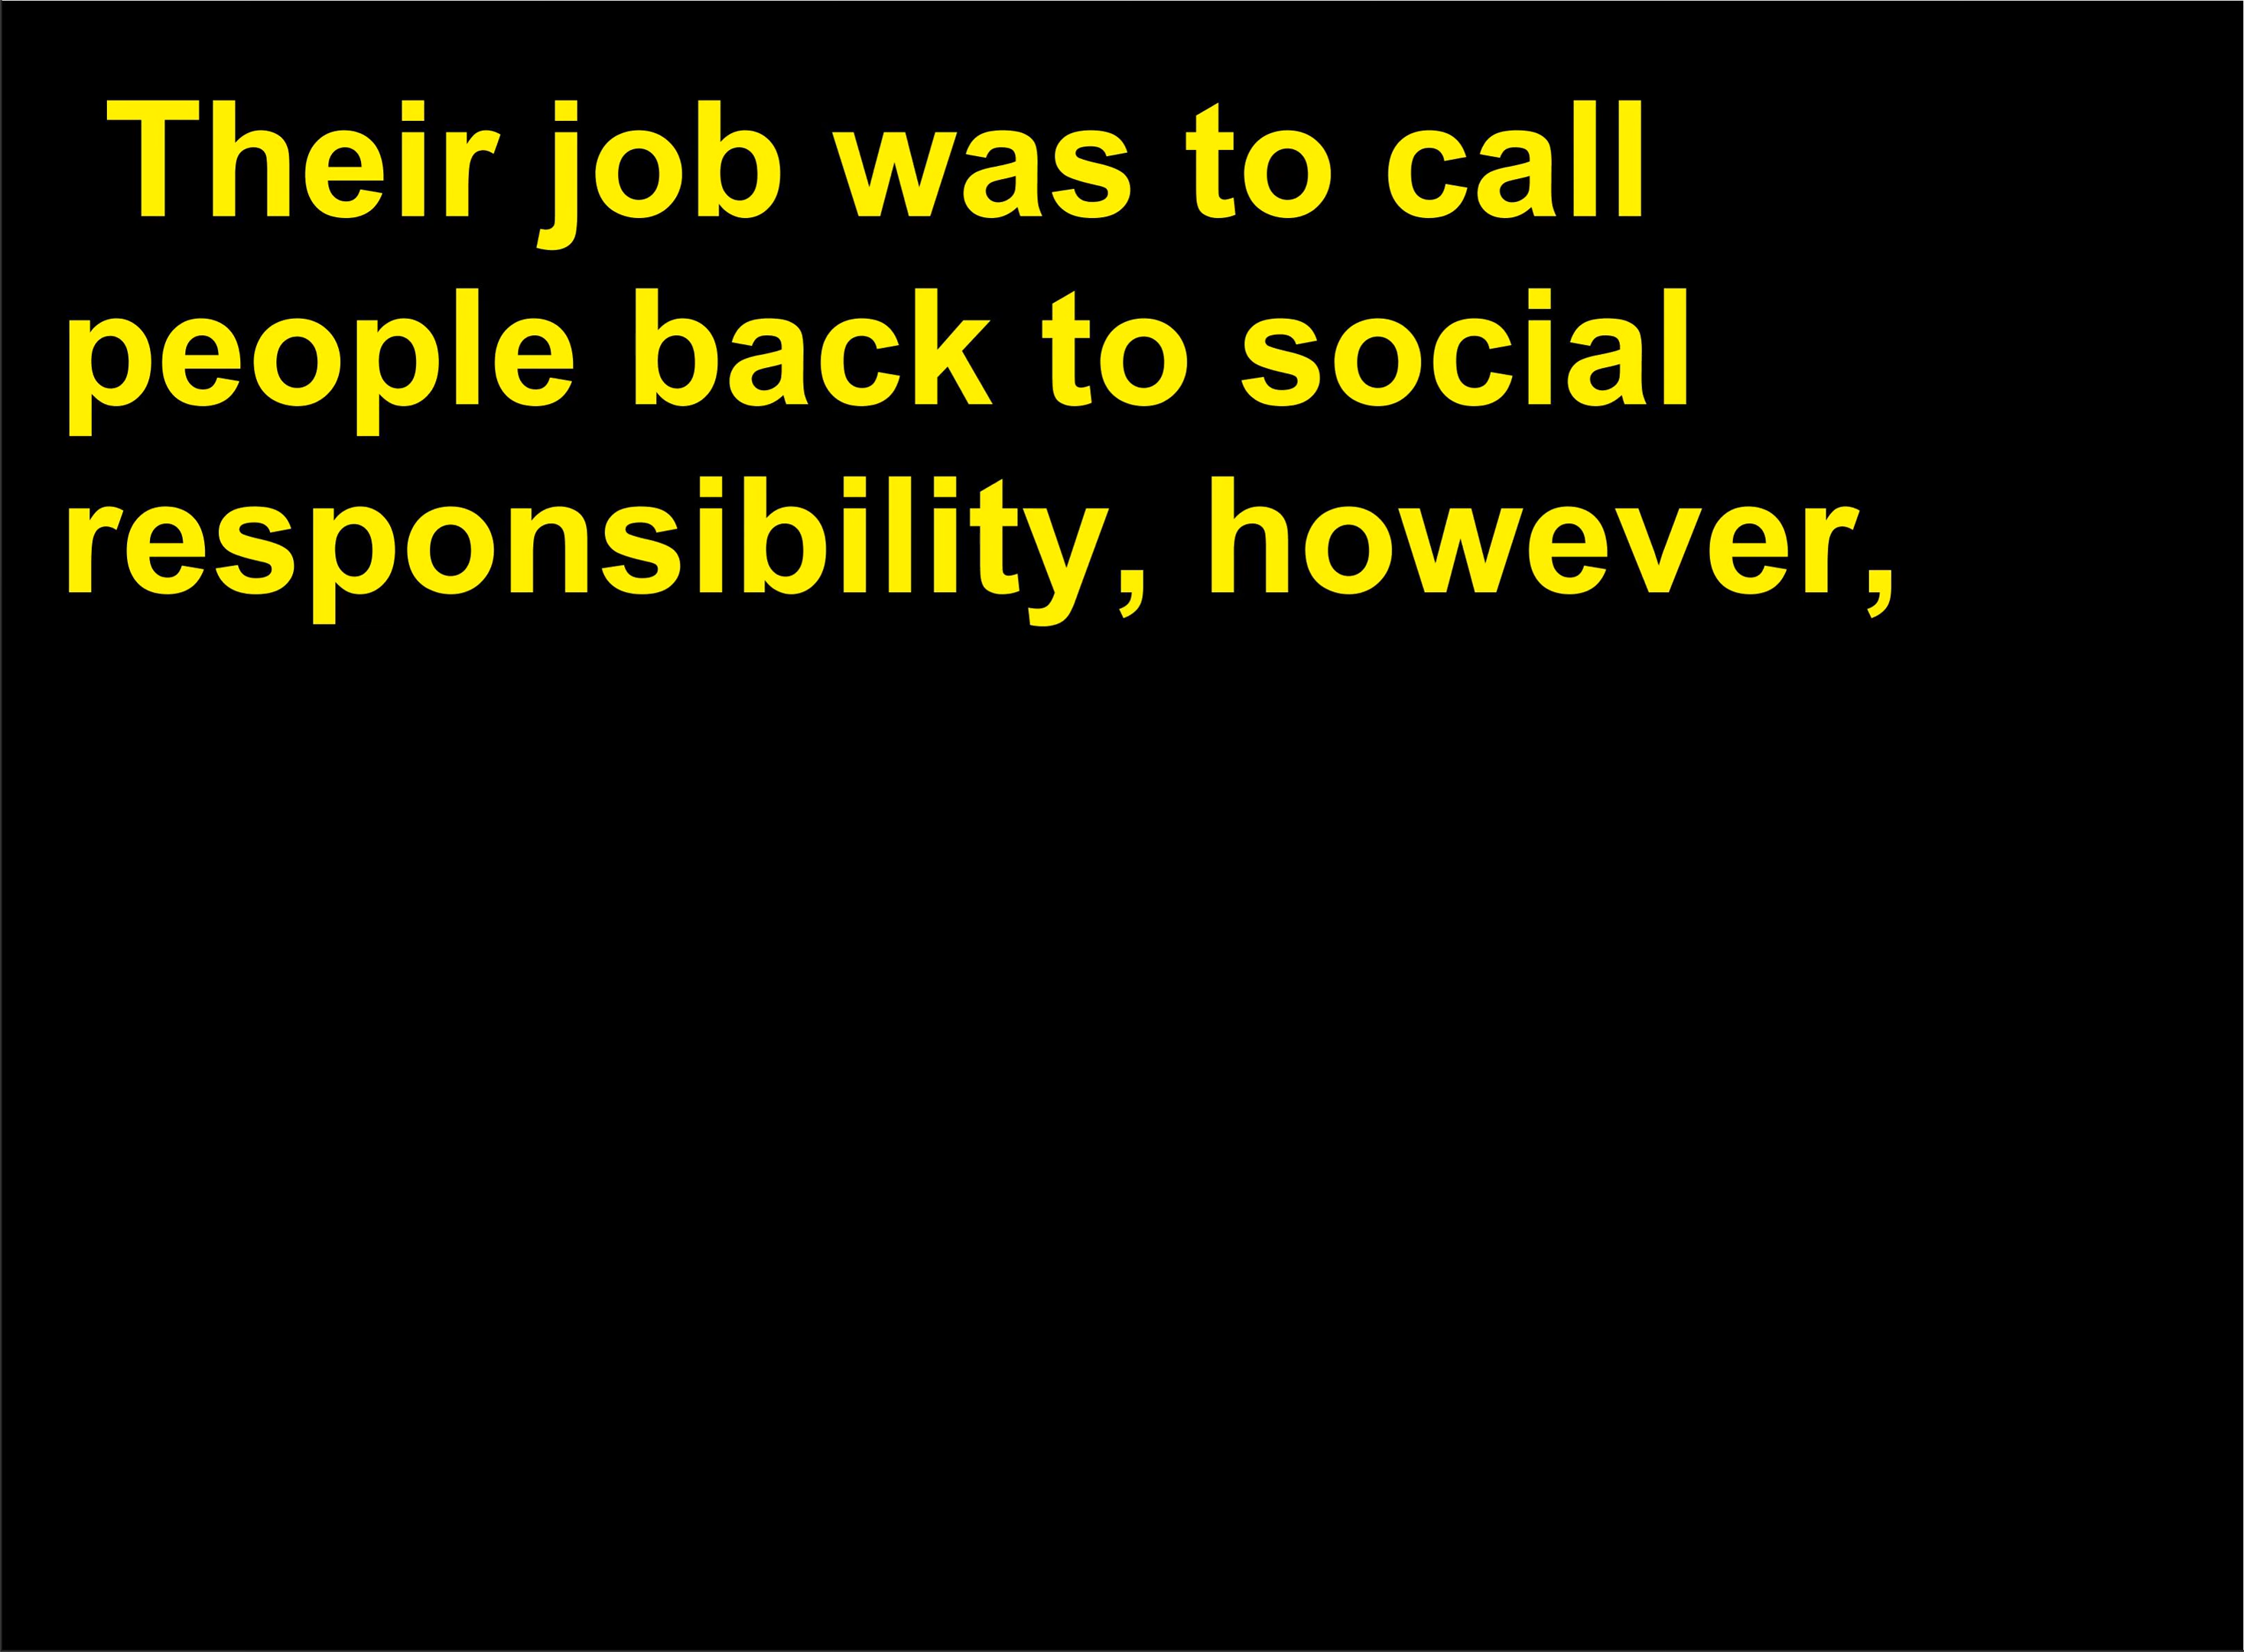 Their job was to call
people back to social
responsibility, however,